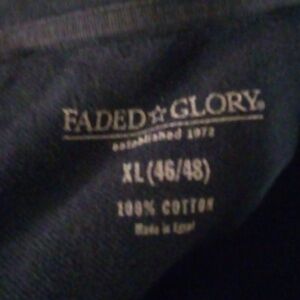 FADED☆GLORY®
established 1972
XL (46/48)
100% COTTON
Made in Egypt